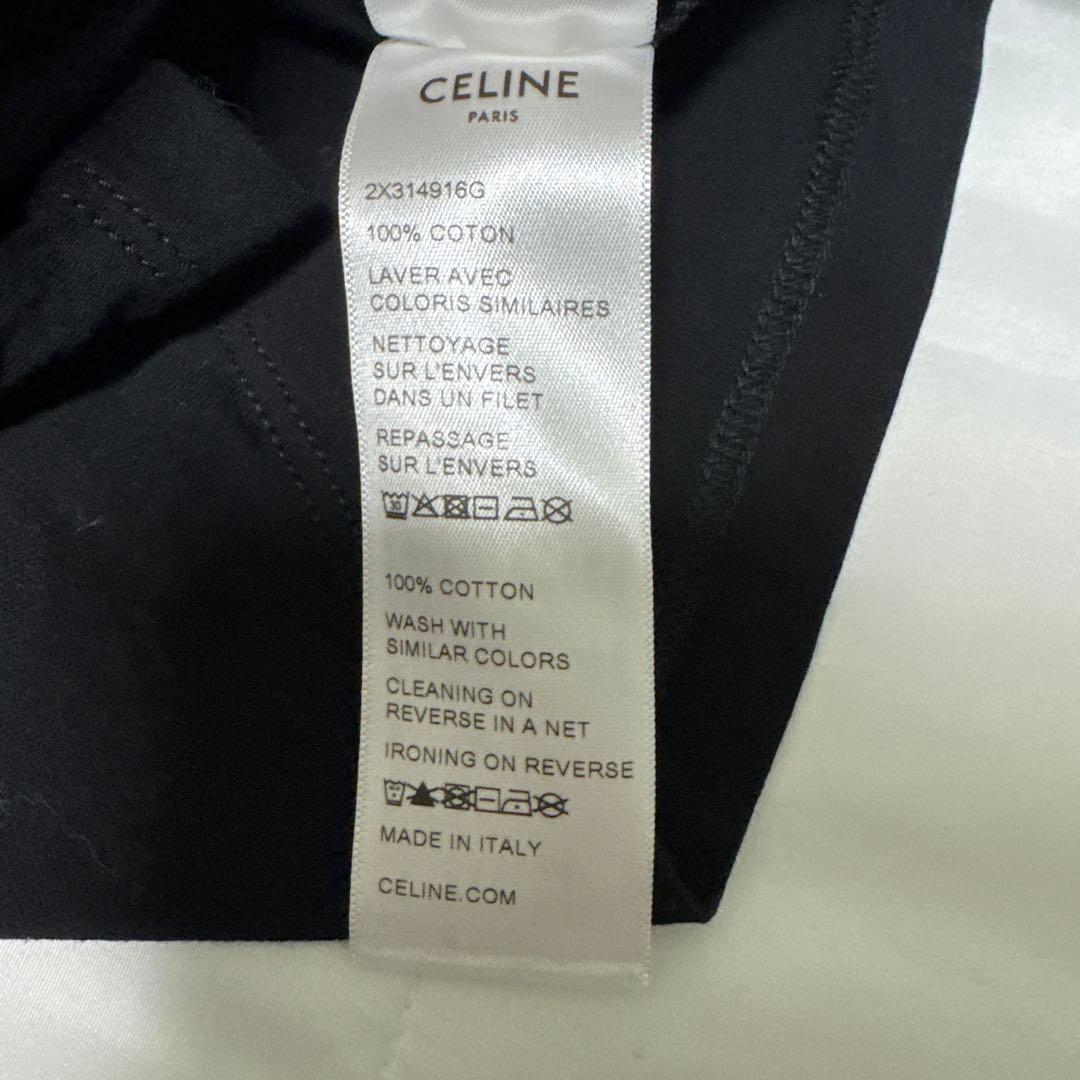 CELINE
PARIS
2X314916G
100% COTON
LAVER AVEC
COLORIS SIMILAIRES
NETTOYAGE
SUR L'ENVERS
DANS UN FILET
REPASSAGE
SUR L'ENVERS
30
100% COTTON
WASH WITH
SIMILAR COLORS
CLEANING ON
REVERSE IN A NET
IRONING ON REVERSE
MADE IN ITALY
CELINE.COM